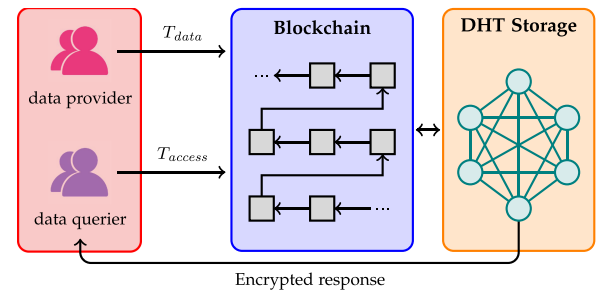 T_data
Blockchain
DHT Storage
...
data provider
T_access
data querier
...
Encrypted response